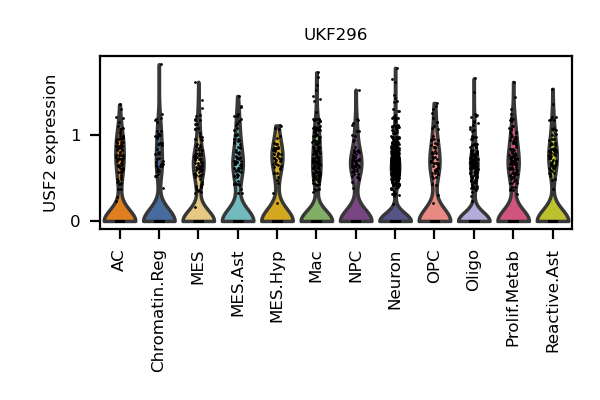 UKF296
USF2 expression
1
0
AC
Chromatin.Reg
MES
MES.Ast
MES.Hyp
Mac
NPC
Neuron
OPC
Oligo
Prolif.Metab
Reactive.Ast